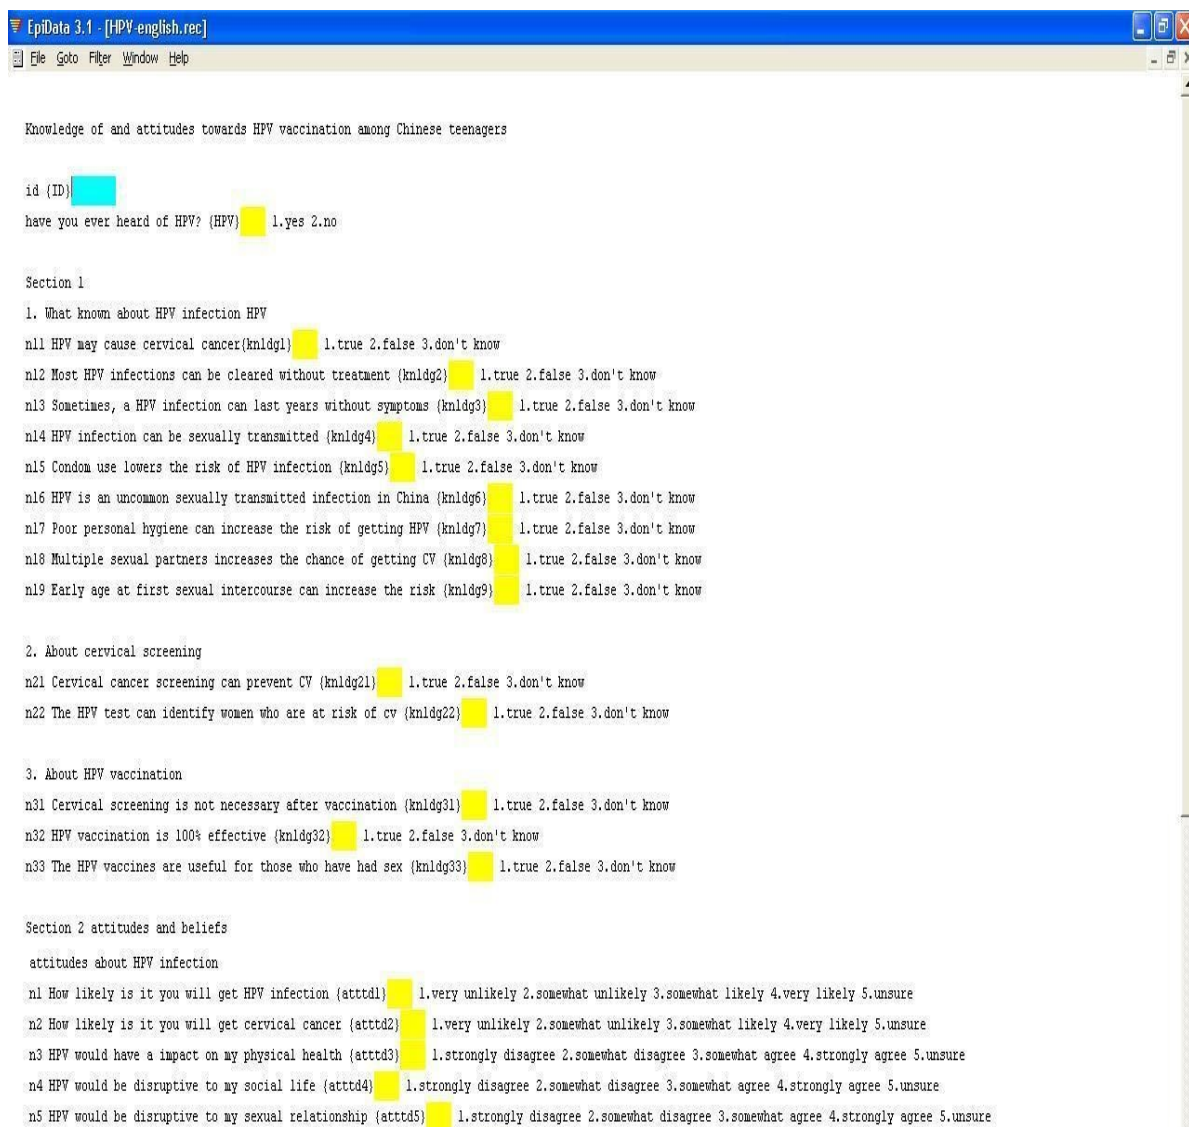 EpiData 3.1 - [HPV-english.rec]
File Goto Filter Window Help
Knowledge of and attitudes towards HPV vaccination among Chinese teenagers
id {ID}
have you ever heard of HPV? {HPV} 1.yes 2.no
Section 1
1. What known about HPV infection HPV
n11 HPV may cause cervical cancer{knldg1} 1.true 2.false 3.don't know
n12 Most HPV infections can be cleared without treatment {knldg2} 1.true 2.false 3.don't know
n13 Sometimes, a HPV infection can last years without symptoms {knldg3} 1.true 2.false 3.don't know
n14 HPV infection can be sexually transmitted {knldg4} 1.true 2.false 3.don't know
n15 Condom use lowers the risk of HPV infection {knldg5} 1.true 2.false 3.don't know
n16 HPV is an uncommon sexually transmitted infection in China {knldg6} 1.true 2.false 3.don't know
n17 Poor personal hygiene can increase the risk of getting HPV {knldg7} 1.true 2.false 3.don't know
n18 Multiple sexual partners increases the chance of getting CV {knldg8} 1.true 2.false 3.don't know
n19 Early age at first sexual intercourse can increase the risk {knldg9} 1.true 2.false 3.don't know
2. About cervical screening
n21 Cervical cancer screening can prevent CV {knldg21} 1.true 2.false 3.don't know
n22 The HPV test can identify women who are at risk of cv {knldg22} 1.true 2.false 3.don't know
3. About HPV vaccination
n31 Cervical screening is not necessary after vaccination {knldg31} 1.true 2.false 3.don't know
n32 HPV vaccination is 100% effective {knldg32} 1.true 2.false 3.don't know
n33 The HPV vaccines are useful for those who have had sex {knldg33} 1.true 2.false 3.don't know
Section 2 attitudes and beliefs
attitudes about HPV infection
n1 How likely is it you will get HPV infection {atttd1} 1.very unlikely 2.somewhat unlikely 3.somewhat likely 4.very likely 5.unsure
n2 How likely is it you will get cervical cancer {atttd2} 1.very unlikely 2.somewhat unlikely 3.somewhat likely 4.very likely 5.unsure
n3 HPV would have a impact on my physical health {atttd3} 1.strongly disagree 2.somewhat disagree 3.somewhat agree 4.strongly agree 5.unsure
n4 HPV would be disruptive to my social life {atttd4} 1.strongly disagree 2.somewhat disagree 3.somewhat agree 4.strongly agree 5.unsure
n5 HPV would be disruptive to my sexual relationship {atttd5} 1.strongly disagree 2.somewhat disagree 3.somewhat agree 4.strongly agree 5.unsure